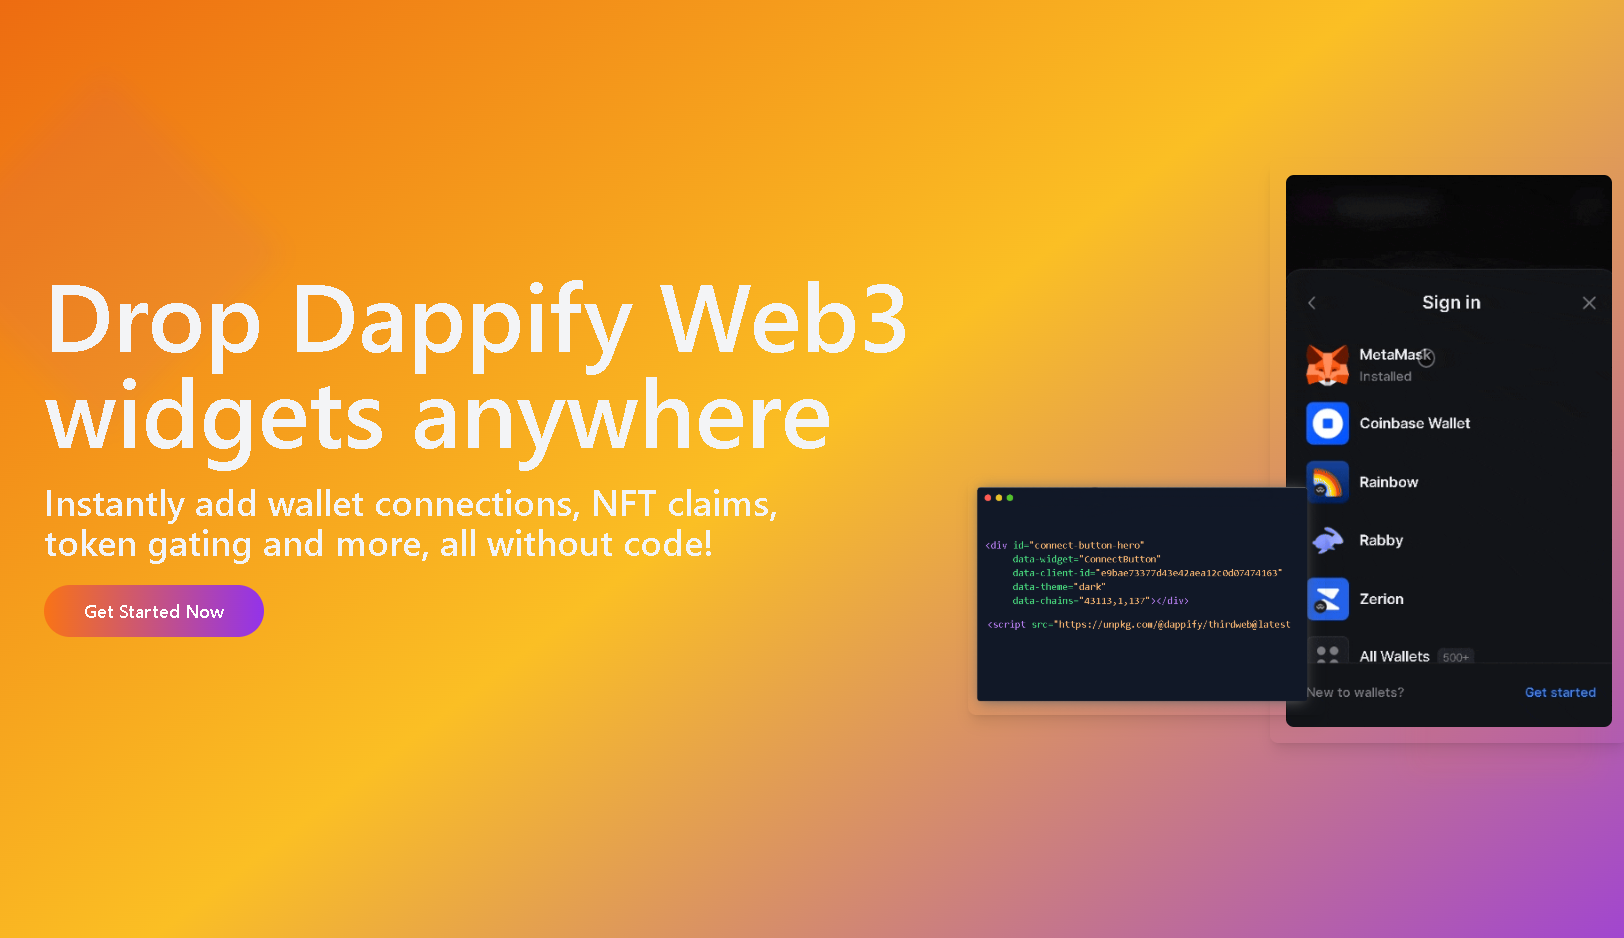 Drop Dappify Web3
widgets anywhere
Instantly add wallet connections, NFT claims,
token gating and more, all without code!
Get Started Now
<div id="connect-button-hero"
data-widget="ConnectButton"
data-client-id="e9bae73377d43e42aea12c0d07474163"
data-theme="dark"
data-chains="43113,1,137"></div>
<script src="https://unpkg.com/@dappify/thirdweb@latest
Sign in
MetaMask
Installed
Coinbase Wallet
Rainbow
Rabby
Zerion
All Wallets 500+
New to wallets? Get started